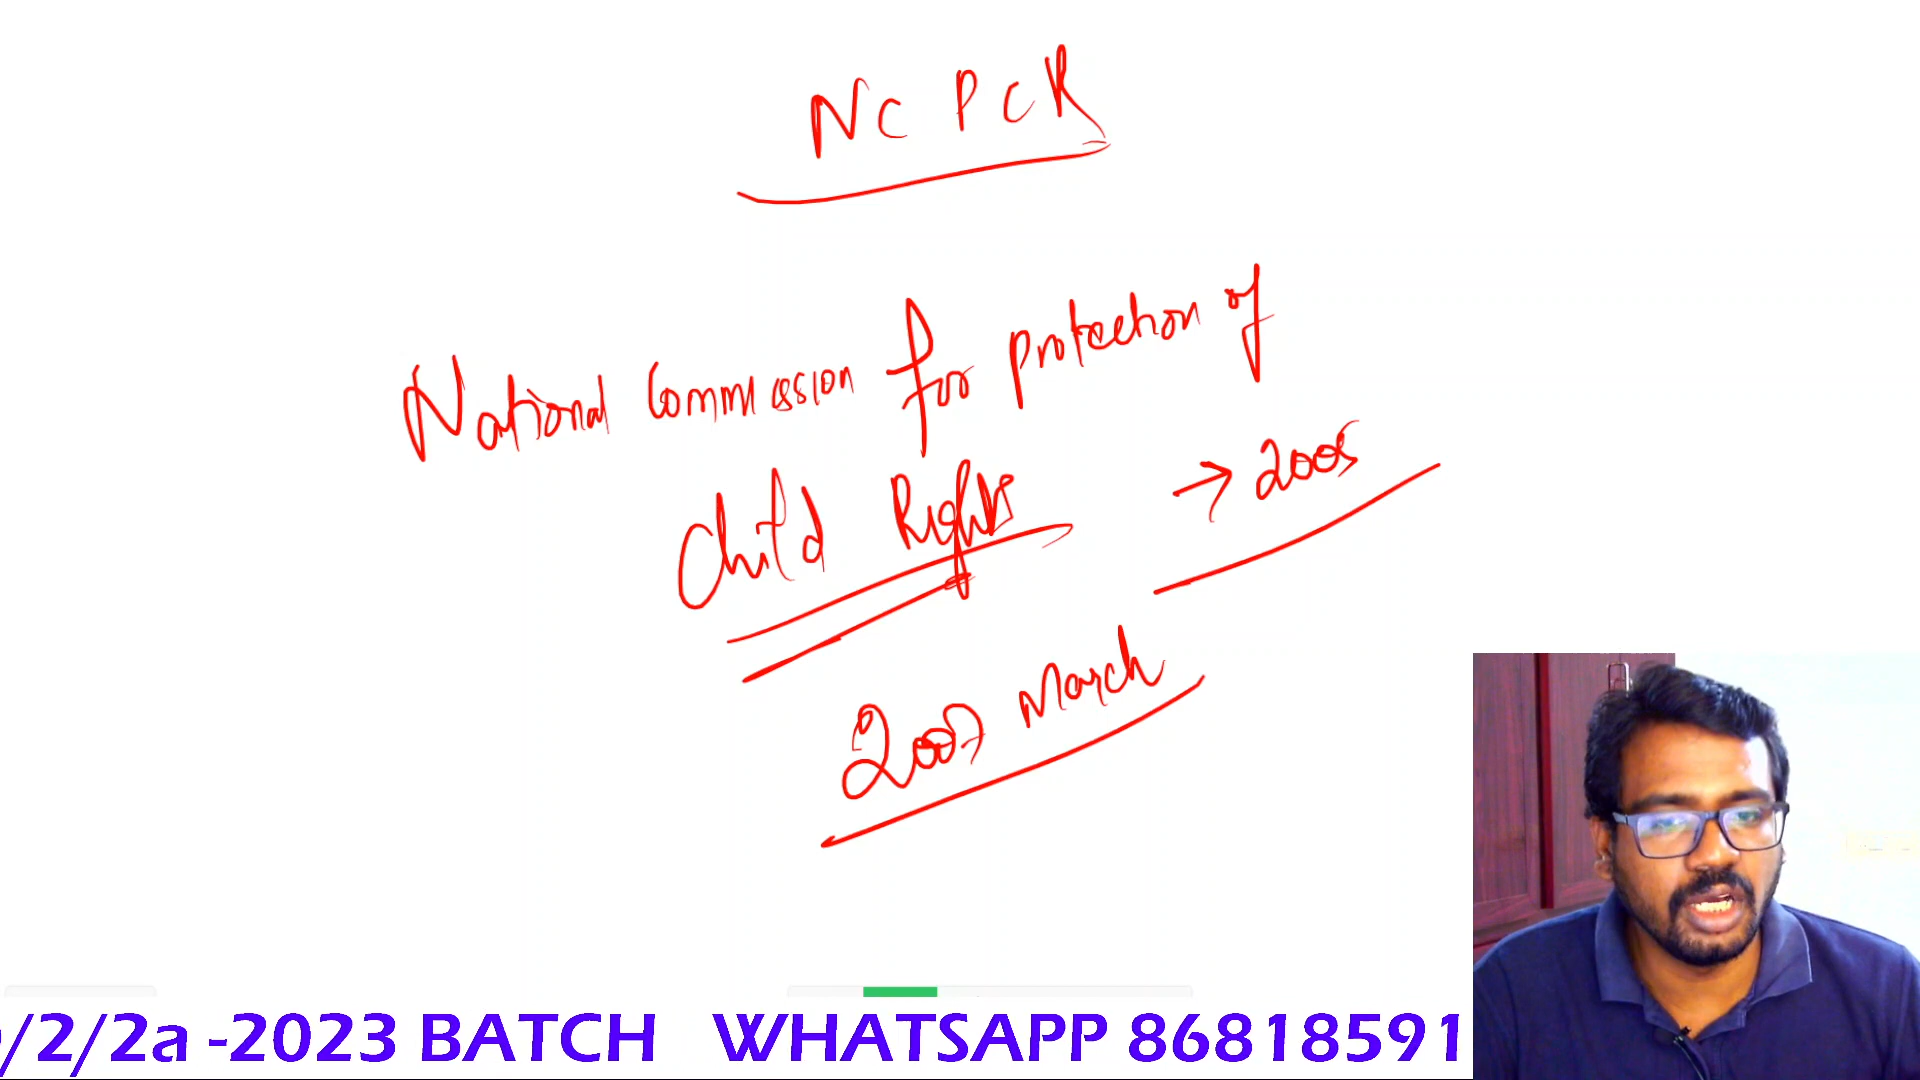 NCPCR
National Commission for protection of
Child Rights → 2005
2007 March
/2/2a -2023 BATCH WHATSAPP 86818591